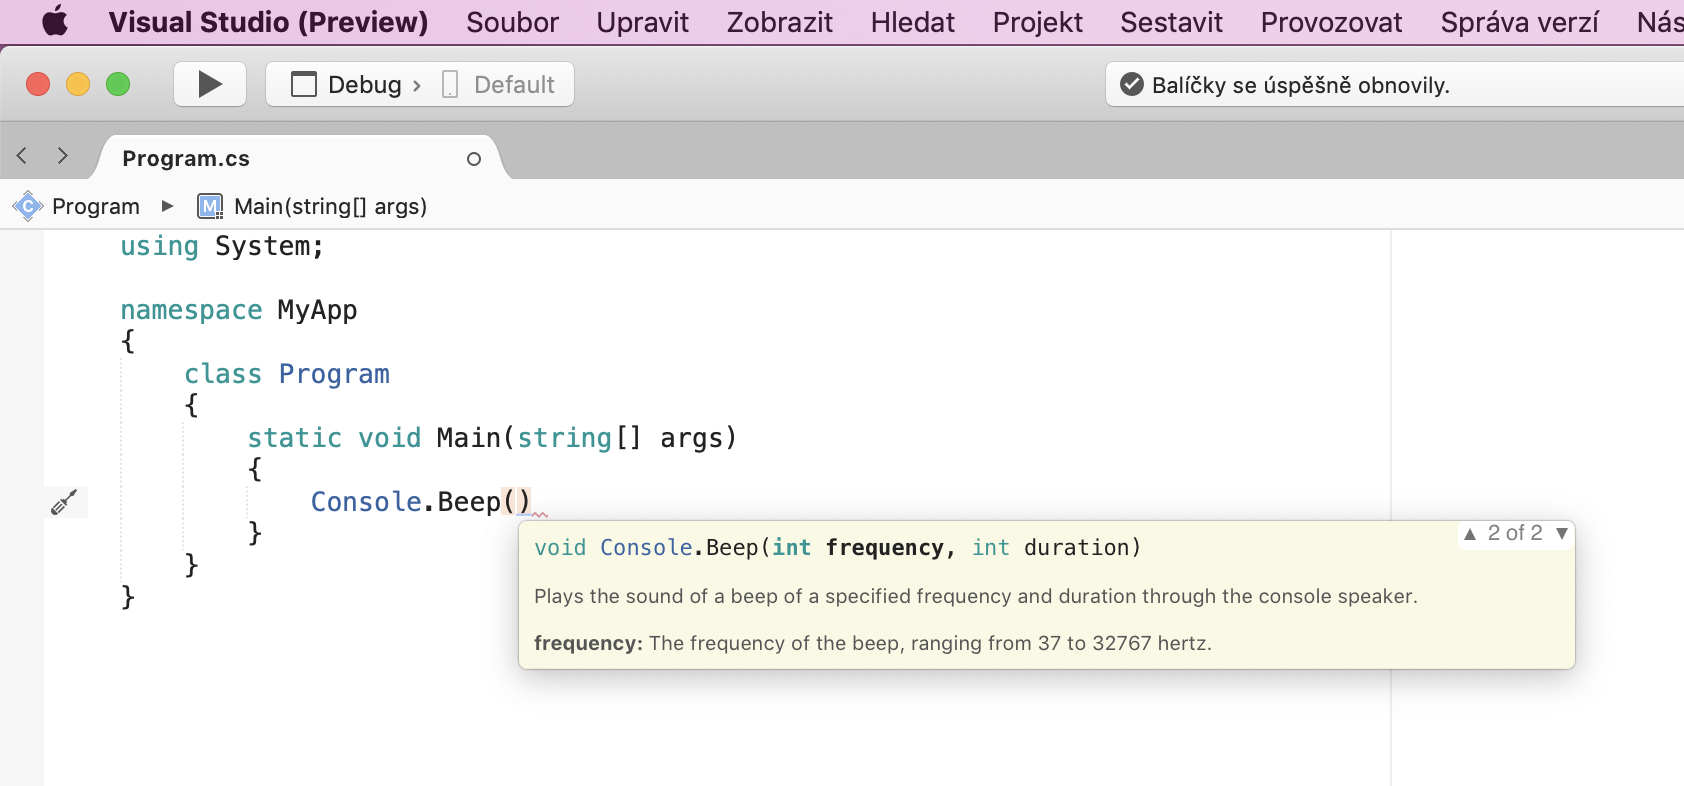 Visual Studio (Preview) Soubor Upravit Zobrazit Hledat Projekt Sestavit Provozovat Správa verzí Nás
Debug › Default
Balíčky se úspěšně obnovily.
Program.cs
Program ▸ M Main(string[] args)
using System;
namespace MyApp
{
class Program
{
static void Main(string[] args)
{
Console.Beep()
}
}
}
void Console.Beep(int frequency, int duration)
▲ 2 of 2 ▼
Plays the sound of a beep of a specified frequency and duration through the console speaker.
frequency: The frequency of the beep, ranging from 37 to 32767 hertz.